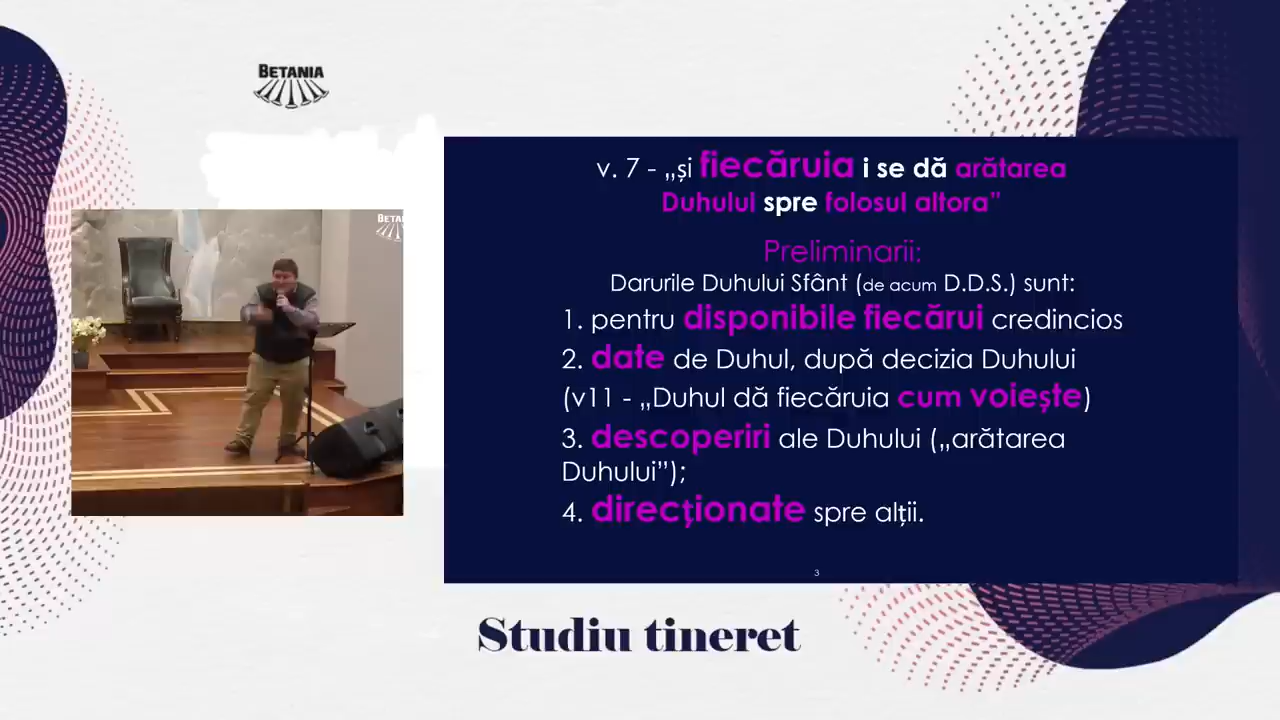 BETANIA
v. 7 - „și fiecăruia i se dă arătarea
Duhului spre folosul altora”
Preliminarii:
Darurile Duhului Sfânt (de acum D.D.S.) sunt:
1. pentru disponibile fiecărui credincios
2. date de Duhul, după decizia Duhului
(v11 - „Duhul dă fiecăruia cum voiește)
3. descoperiri ale Duhului („arătarea
Duhului”);
4. direcționate spre alții.
3
BETA
Studiu tineret